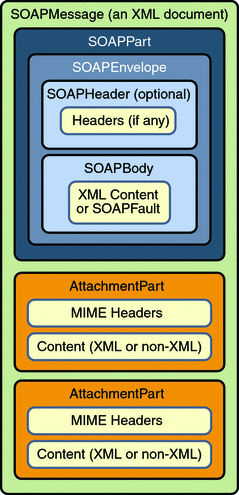 SOAPMessage (an XML document)
SOAPPart
SOAPEnvelope
SOAPHeader (optional)
Headers (if any)
SOAPBody
XML Content
or SOAPFault
AttachmentPart
MIME Headers
Content (XML or non-XML)
AttachmentPart
MIME Headers
Content (XML or non-XML)